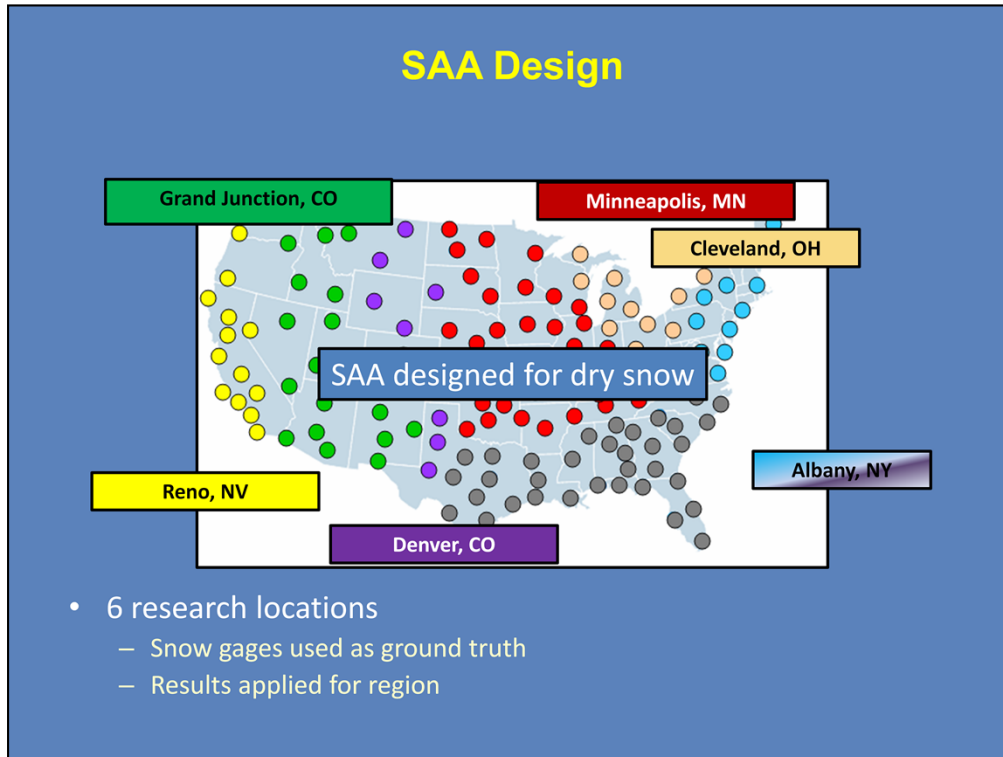 SAA Design
Grand Junction, CO
Minneapolis, MN
Cleveland, OH
SAA designed for dry snow
Reno, NV
Albany, NY
Denver, CO
• 6 research locations
– Snow gages used as ground truth
– Results applied for region